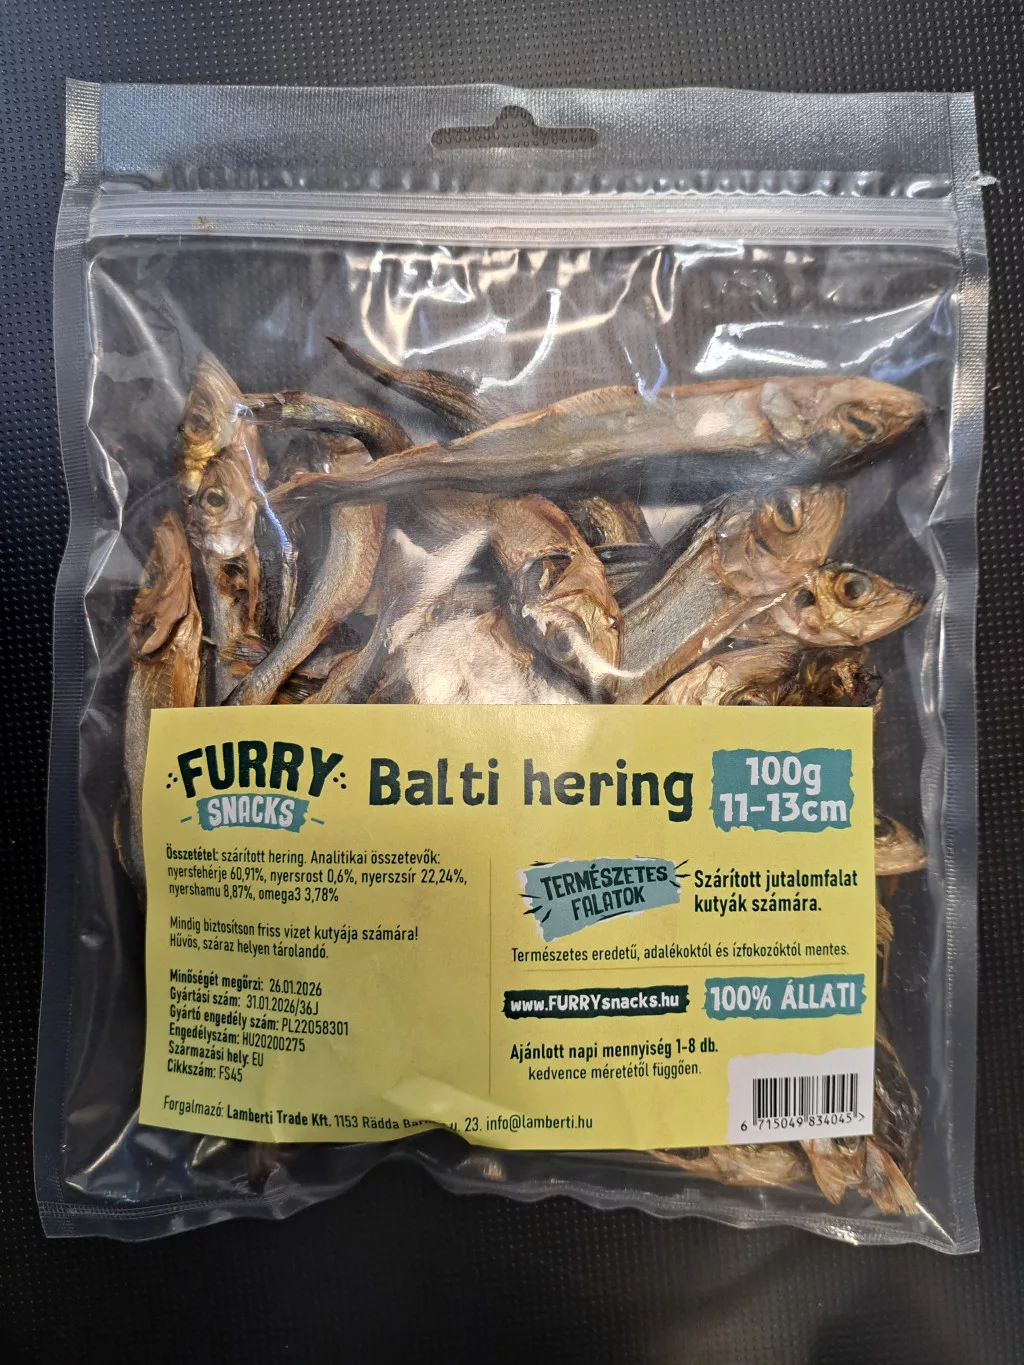 FURRY
SNACKS
Balti hering
100g
11-13cm
Összetétel: szárított hering. Analitikai összetevők:
nyersfehérje 60,91%, nyersrost 0,6%, nyerszsír 22,24%,
nyershamu 8,87%, omega3 3,78%
Mindig biztosítson friss vizet kutyája számára!
Hűvös, száraz helyen tárolandó.
Minőségét megőrzi: 26.01.2026
Gyártási szám: 31.01.2026/36J
Gyártó engedély szám: PL22058301
Engedélyszám: HU20200275
Származási hely: EU
Cikkszám: FS45
Forgalmazó: Lamberti Trade Kft. 1153 Rädda u. 23. info@lamberti.hu
TERMÉSZETES
FALATOK
Szárított jutalomfalat
kutyák számára.
Természetes eredetű, adalékoktól és ízfokozóktól mentes.
www.FURRYsnacks.hu
100% ÁLLATI
Ajánlott napi mennyiség 1-8 db.
kedvence méretétől függően.
6 715049 834045 >